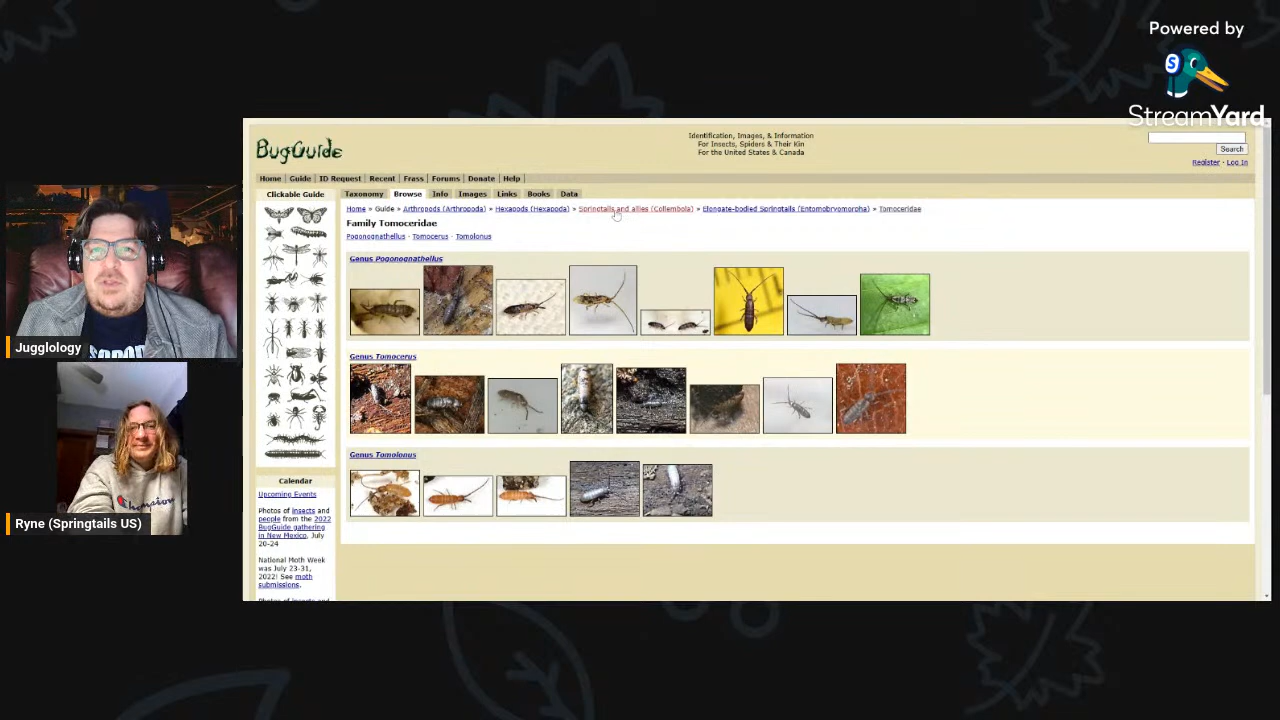 Powered by
StreamYard
BugGuide
Identification, Images, & Information
For Insects, Spiders & Their Kin
For the United States & Canada
Search
Register · Log In
Home Guide ID Request Recent Frass Forums Donate Help
Clickable Guide
Taxonomy Browse Info Images Links Books Data
Home » Guide » Arthropods (Arthropoda) » Hexapods (Hexapoda) » Springtails and allies (Collembola) » Elongate-bodied Springtails (Entomobryomorpha) » Tomoceridae
Family Tomoceridae
Pogonognathellus · Tomocerus · Tomolonus
Genus Pogonognathellus
Genus Tomocerus
Genus Tomolonus
Calendar
Upcoming Events
Photos of insects and
people from the 2022
BugGuide gathering
in New Mexico, July
20-24
National Moth Week
was July 23-31,
2022! See moth
submissions.
Jugglology
Champion
Ryne (Springtails US)